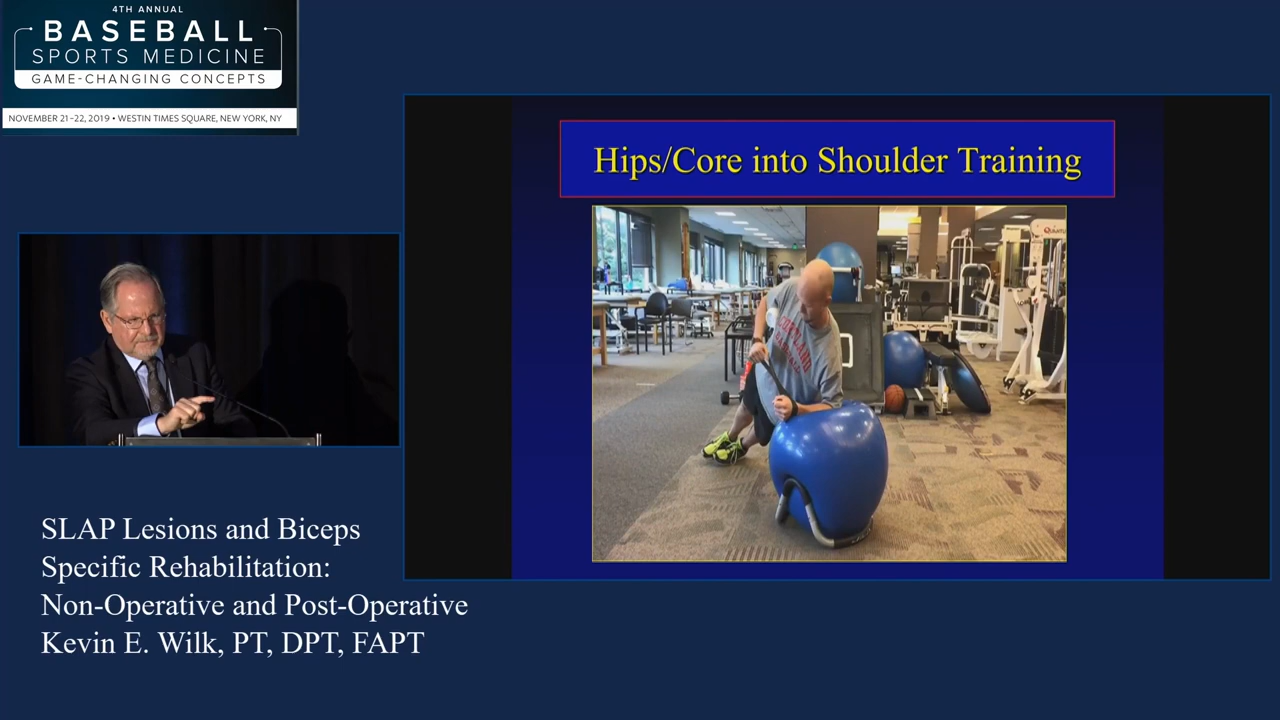 4TH ANNUAL
BASEBALL
SPORTS MEDICINE
GAME-CHANGING CONCEPTS
NOVEMBER 21-22, 2019 • WESTIN TIMES SQUARE, NEW YORK, NY
Hips/Core into Shoulder Training
SLAP Lesions and Biceps
Specific Rehabilitation:
Non-Operative and Post-Operative
Kevin E. Wilk, PT, DPT, FAPT